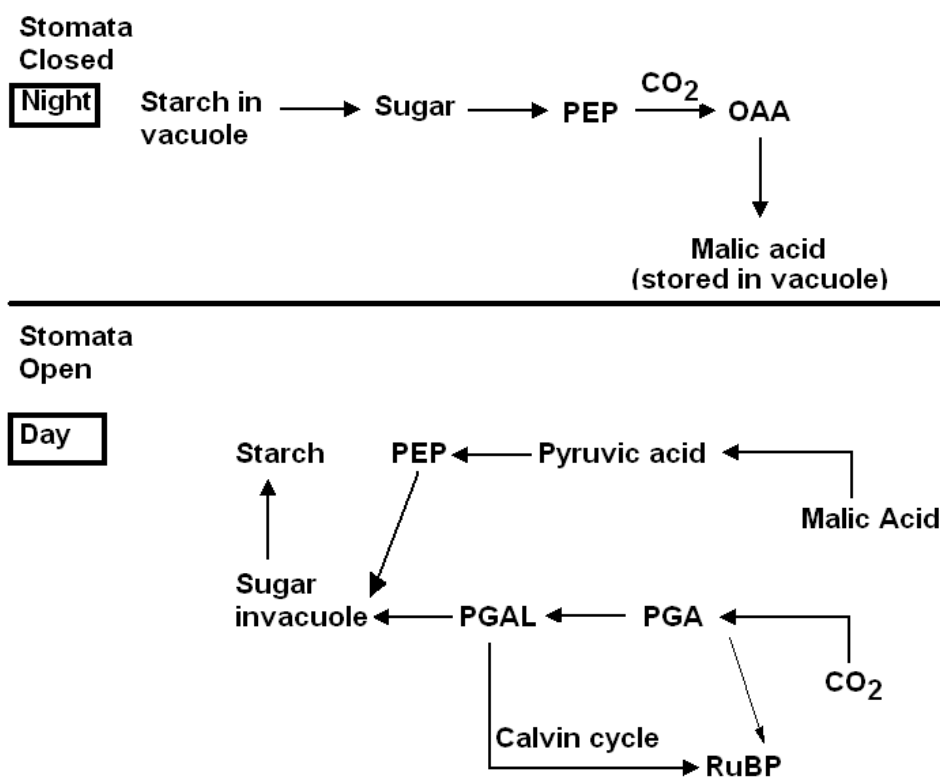 Stomata
Closed
Night
Starch in
vacuole
Sugar
PEP
CO2
OAA
Malic acid
(stored in vacuole)
Stomata
Open
Day
Starch
PEP
Pyruvic acid
Malic Acid
Sugar
invacuole
PGAL
PGA
CO2
Calvin cycle
RuBP